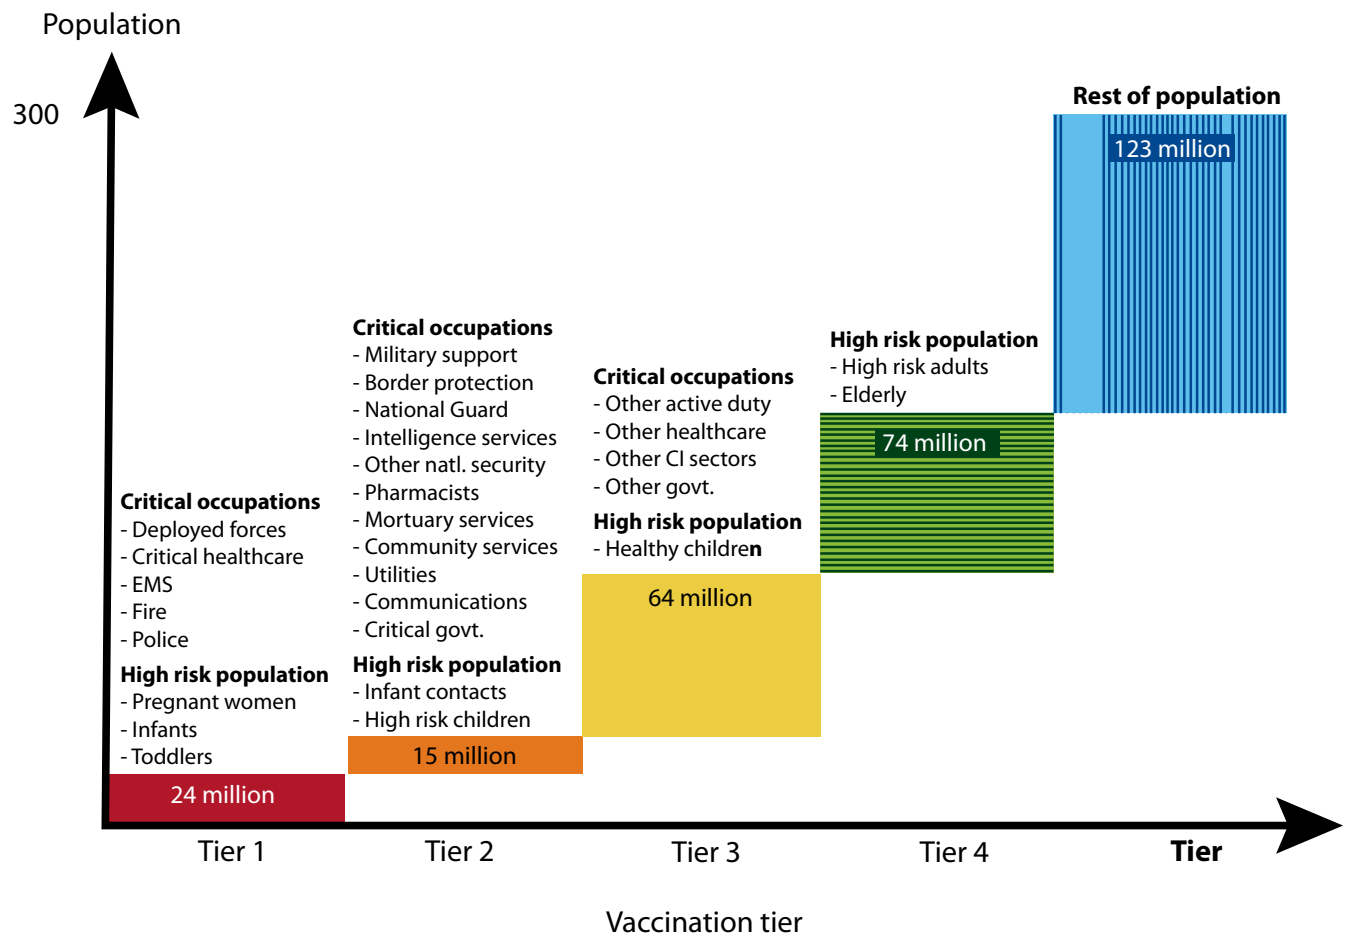 Population
300
Rest of population
123 million
Critical occupations
- Military support
- Border protection
- National Guard
- Intelligence services
- Other natl. security
- Pharmacists
- Mortuary services
- Community services
- Utilities
- Communications
- Critical govt.
High risk population
- Infant contacts
- High risk children
15 million
Critical occupations
- Other active duty
- Other healthcare
- Other CI sectors
- Other govt.
High risk population
- Healthy children
64 million
High risk population
- High risk adults
- Elderly
74 million
Critical occupations
- Deployed forces
- Critical healthcare
- EMS
- Fire
- Police
High risk population
- Pregnant women
- Infants
- Toddlers
24 million
Tier 1
Tier 2
Tier 3
Tier 4
Tier
Vaccination tier